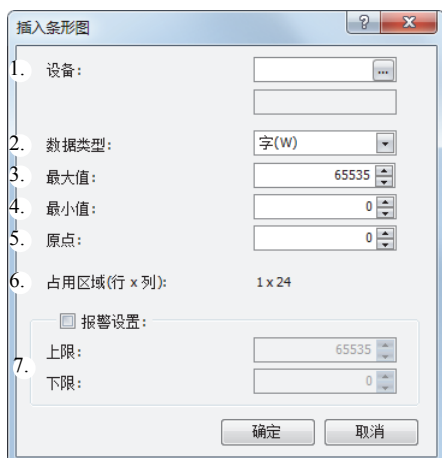 插入条形图
1. 设备:
...
2. 数据类型: 字(W)
3. 最大值: 65535
4. 最小值: 0
5. 原点: 0
6. 占用区域(行 x 列): 1 x 24
报警设置:
7.
上限: 65535
下限: 0
确定 取消